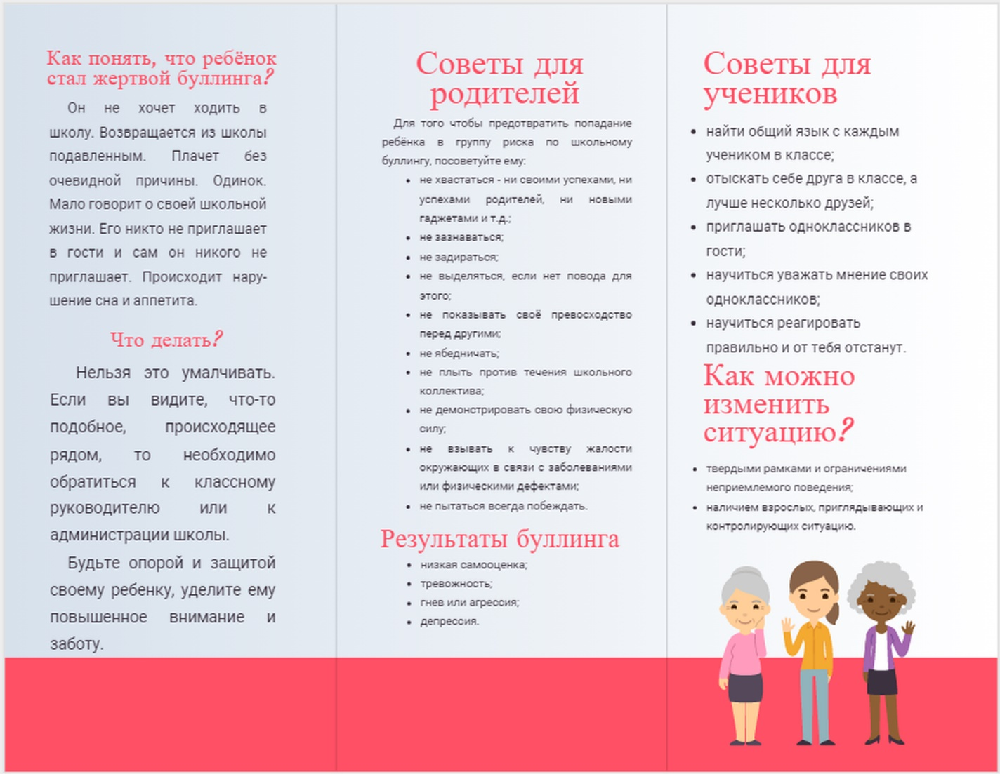 Как понять, что ребёнок
стал жертвой буллинга?
Он не хочет ходить в
школу. Возвращается из школы
подавленным. Плачет без
очевидной причины. Одинок.
Мало говорит о своей школьной
жизни. Его никто не приглашает
в гости и сам он никого не
приглашает. Происходит нару-
шение сна и аппетита.
Что делать?
Нельзя это умалчивать.
Если вы видите, что-то
подобное, происходящее
рядом, то необходимо
обратиться к классному
руководителю или к
администрации школы.
Будьте опорой и защитой
своему ребенку, уделите ему
повышенное внимание и
заботу.
Советы для
родителей
Для того чтобы предотвратить попадание
ребёнка в группу риска по школьному
буллингу, посоветуйте ему:
• не хвастаться - ни своими успехами, ни
успехами родителей, ни новыми
гаджетами и т.д.;
• не зазнаваться;
• не задираться;
• не выделяться, если нет повода для
этого;
• не показывать своё превосходство
перед другими;
• не ябедничать;
• не плыть против течения школьного
коллектива;
• не демонстрировать свою физическую
силу;
• не взывать к чувству жалости
окружающих в связи с заболеваниями
или физическими дефектами;
• не пытаться всегда побеждать.
Результаты буллинга
• низкая самооценка;
• тревожность;
• гнев или агрессия;
• депрессия.
Советы для
учеников
• найти общий язык с каждым
учеником в классе;
• отыскать себе друга в классе, а
лучше несколько друзей;
• приглашать одноклассников в
гости;
• научиться уважать мнение своих
одноклассников;
• научиться реагировать
правильно и от тебя отстанут.
Как можно
изменить
ситуацию?
• твердыми рамками и ограничениями
неприемлемого поведения;
• наличием взрослых, приглядывающих и
контролирующих ситуацию.